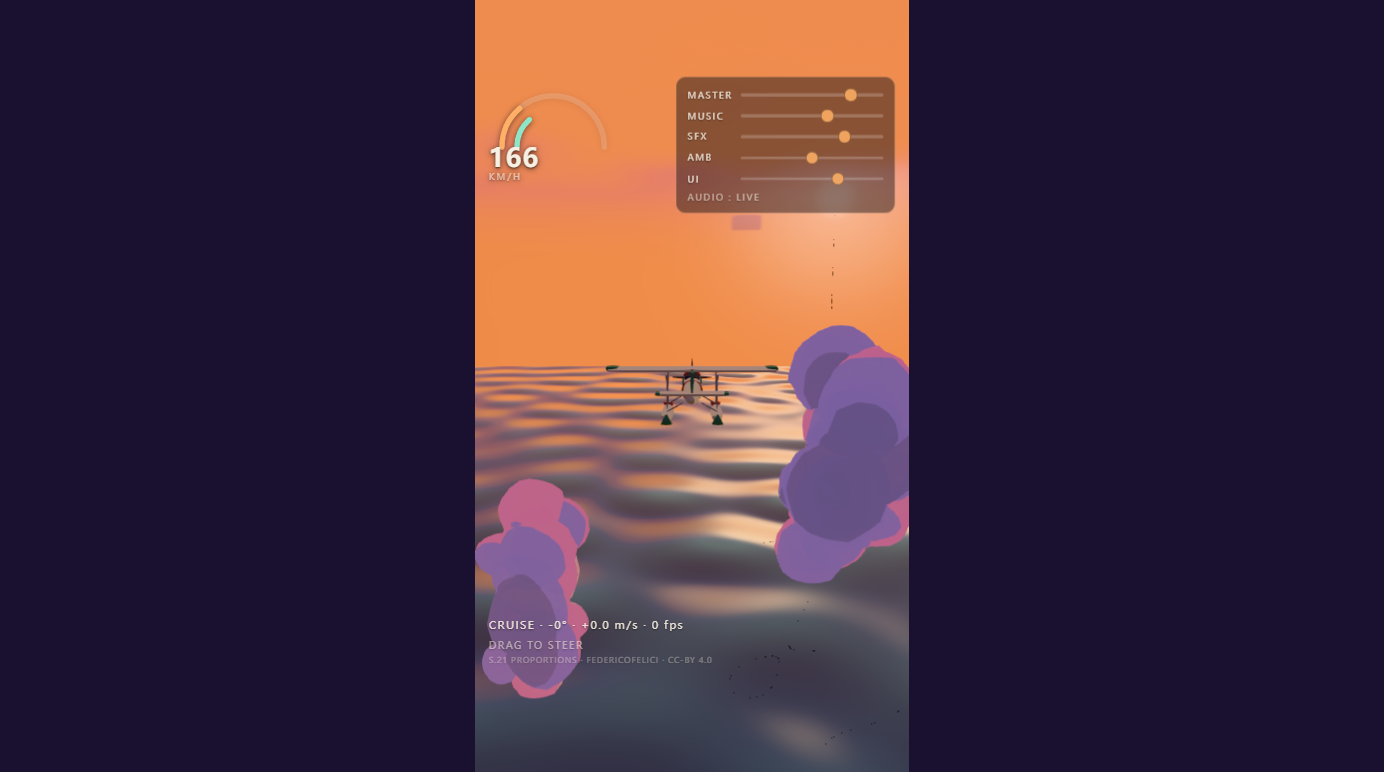 166
KM/H
MASTER
MUSIC
SFX
AMB
UI
AUDIO : LIVE
CRUISE · -0° · +0.0 m/s · 0 fps
DRAG TO STEER
S.21 PROPORTIONS · FEDERICOFELICI · CC-BY 4.0